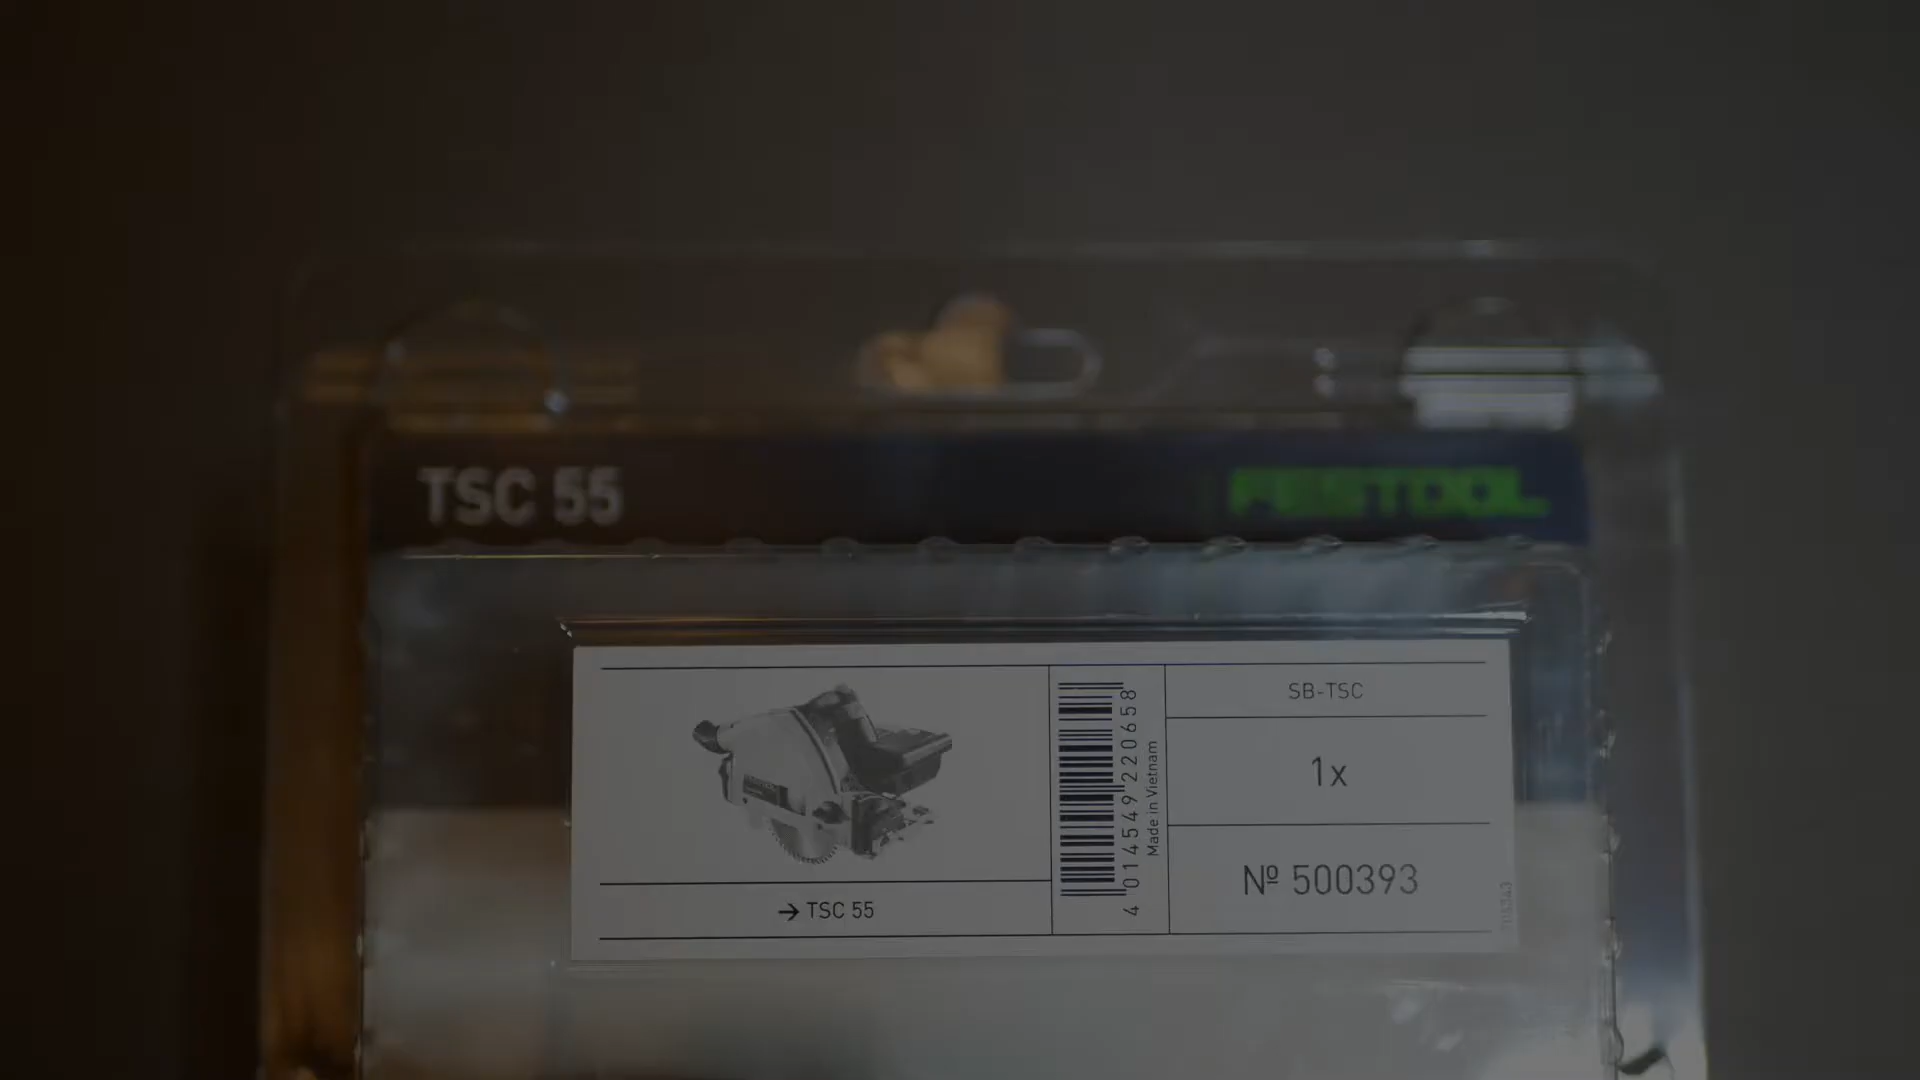 TSC 55
FESTOOL
SB-TSC
1x
Nº 500393
→ TSC 55
4 014549 220658
Made in Vietnam